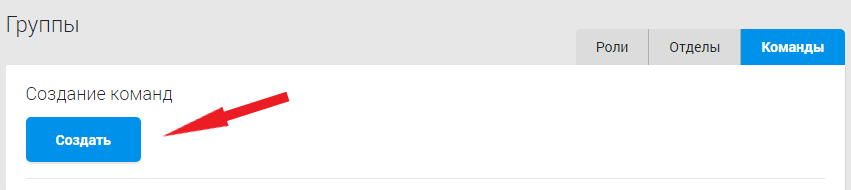 Группы
Роли Отделы Команды
Создание команд
Создать